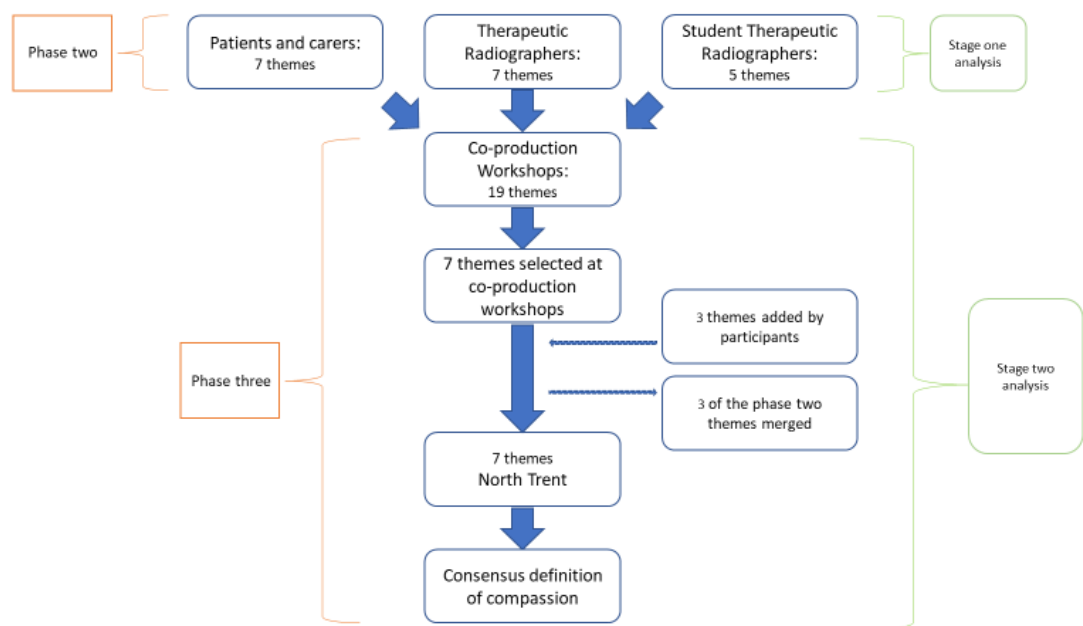 Phase two
Patients and carers:
7 themes
Therapeutic
Radiographers:
7 themes
Student Therapeutic
Radiographers:
5 themes
Stage one
analysis
Co-production
Workshops:
19 themes
7 themes selected at
co-production
workshops
3 themes added by
participants
Phase three
3 of the phase two
themes merged
Stage two
analysis
7 themes
North Trent
Consensus definition
of compassion